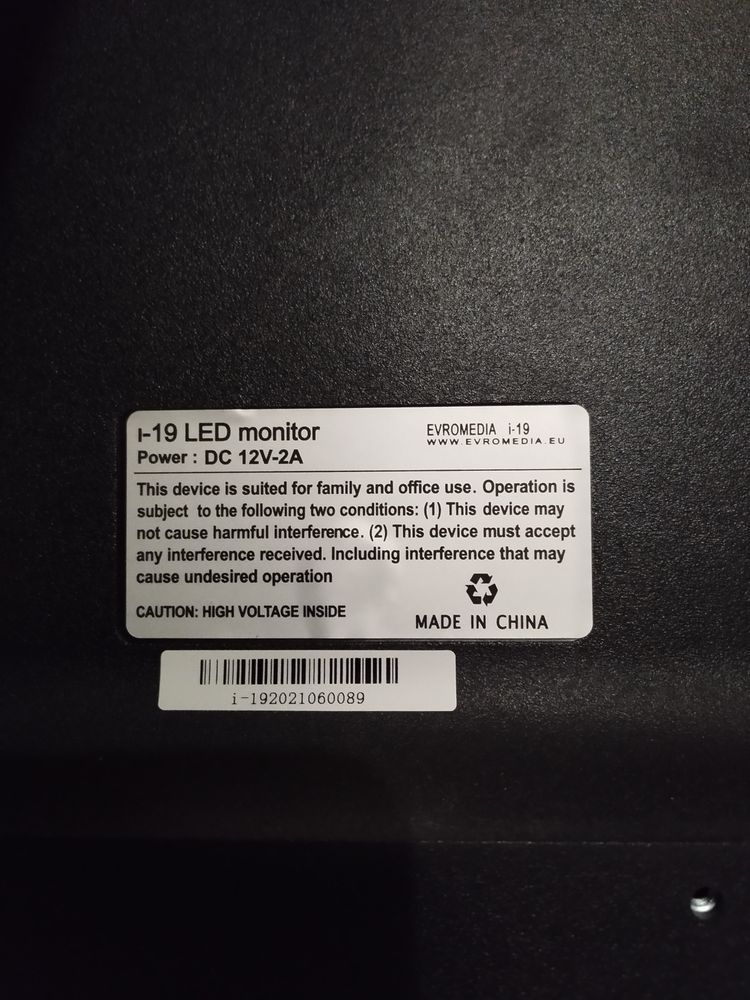 i-19 LED monitor
EVROMEDIA i-19
WWW.EVROMEDIA.EU
Power : DC 12V-2A
This device is suited for family and office use. Operation is
subject to the following two conditions: (1) This device may
not cause harmful interference. (2) This device must accept
any interference received. Including interference that may
cause undesired operation
CAUTION: HIGH VOLTAGE INSIDE
MADE IN CHINA
i-192021060089